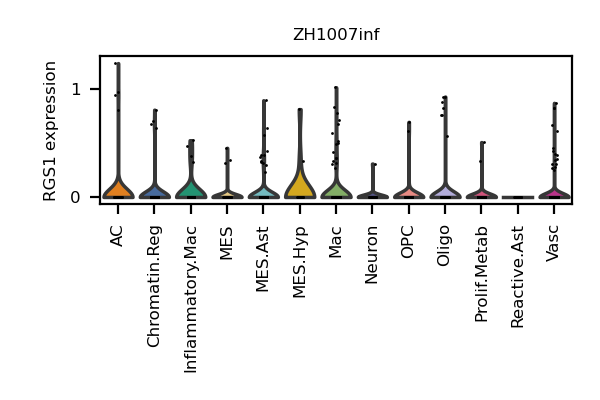 ZH1007inf
RGS1 expression
1
0
AC
Chromatin.Reg
Inflammatory.Mac
MES
MES.Ast
MES.Hyp
Mac
Neuron
OPC
Oligo
Prolif.Metab
Reactive.Ast
Vasc